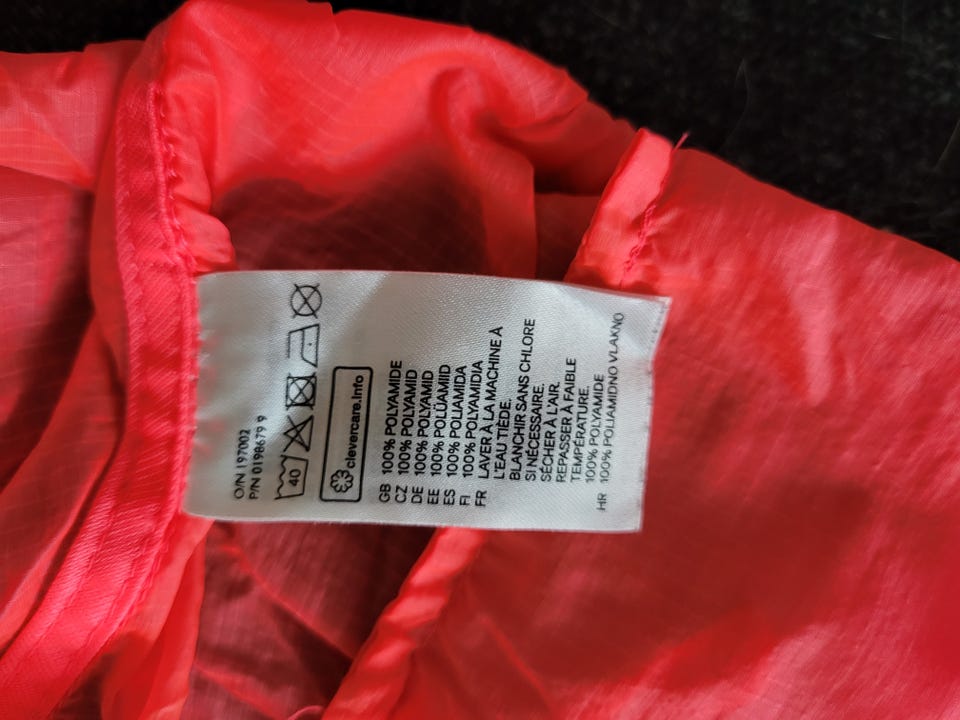 O/N 197002
P/N 0198679 9
40
clevercare.info
GB 100% POLYAMIDE
CZ 100% POLYAMID
DE 100% POLYAMID
EE 100% POLÜAMIID
ES 100% POLIAMIDA
FI 100% POLYAMIDIA
FR LAVER À LA MACHINE À
L'EAU TIÈDE.
BLANCHIR SANS CHLORE
SI NÉCESSAIRE.
SÉCHER À L'AIR.
REPASSER À FAIBLE
TEMPÉRATURE.
100% POLYAMIDE
HR 100% POLIAMIDNO VLAKNO